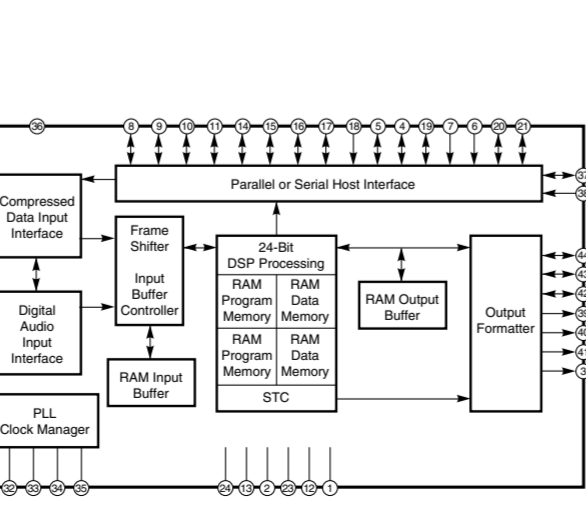 36
8 9 10 11 14 15 16 17 18 5 4 19 7 6 20 21
Parallel or Serial Host Interface
37
38
Compressed
Data Input
Interface
Frame
Shifter
Input
Buffer
Controller
24-Bit
DSP Processing
RAM
Program
Memory
RAM
Data
Memory
RAM
Program
Memory
RAM
Data
Memory
STC
RAM Output
Buffer
Output
Formatter
44
43
42
39
40
41
3
Digital
Audio
Input
Interface
RAM Input
Buffer
PLL
Clock Manager
32 33 34 35
24 13 2 23 12 1